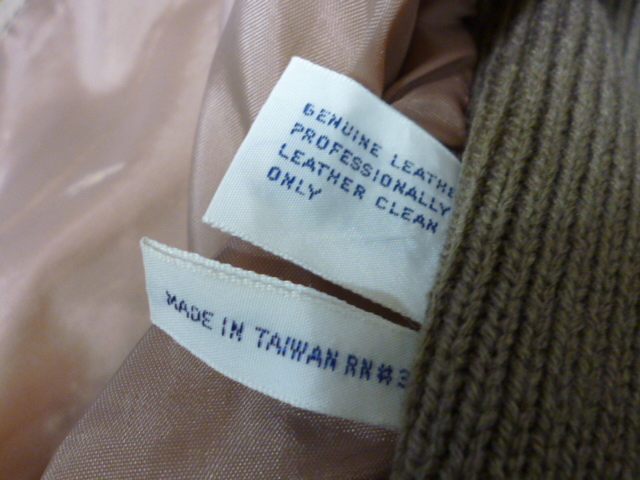 GENUINE LEATHE
PROFESSIONALLY
LEATHER CLEAN
ONLY
MADE IN TAIWAN RN#3